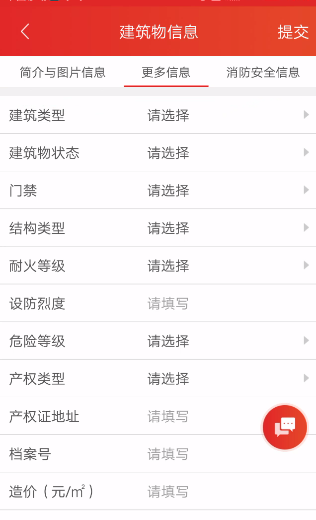 建筑物信息 提交
简介与图片信息 更多信息 消防安全信息
建筑类型 请选择
建筑物状态 请选择
门禁 请选择
结构类型 请选择
耐火等级 请选择
设防烈度 请填写
危险等级 请选择
产权类型 请选择
产权证地址 请填写
档案号 请填写
造价（元/㎡） 请填写